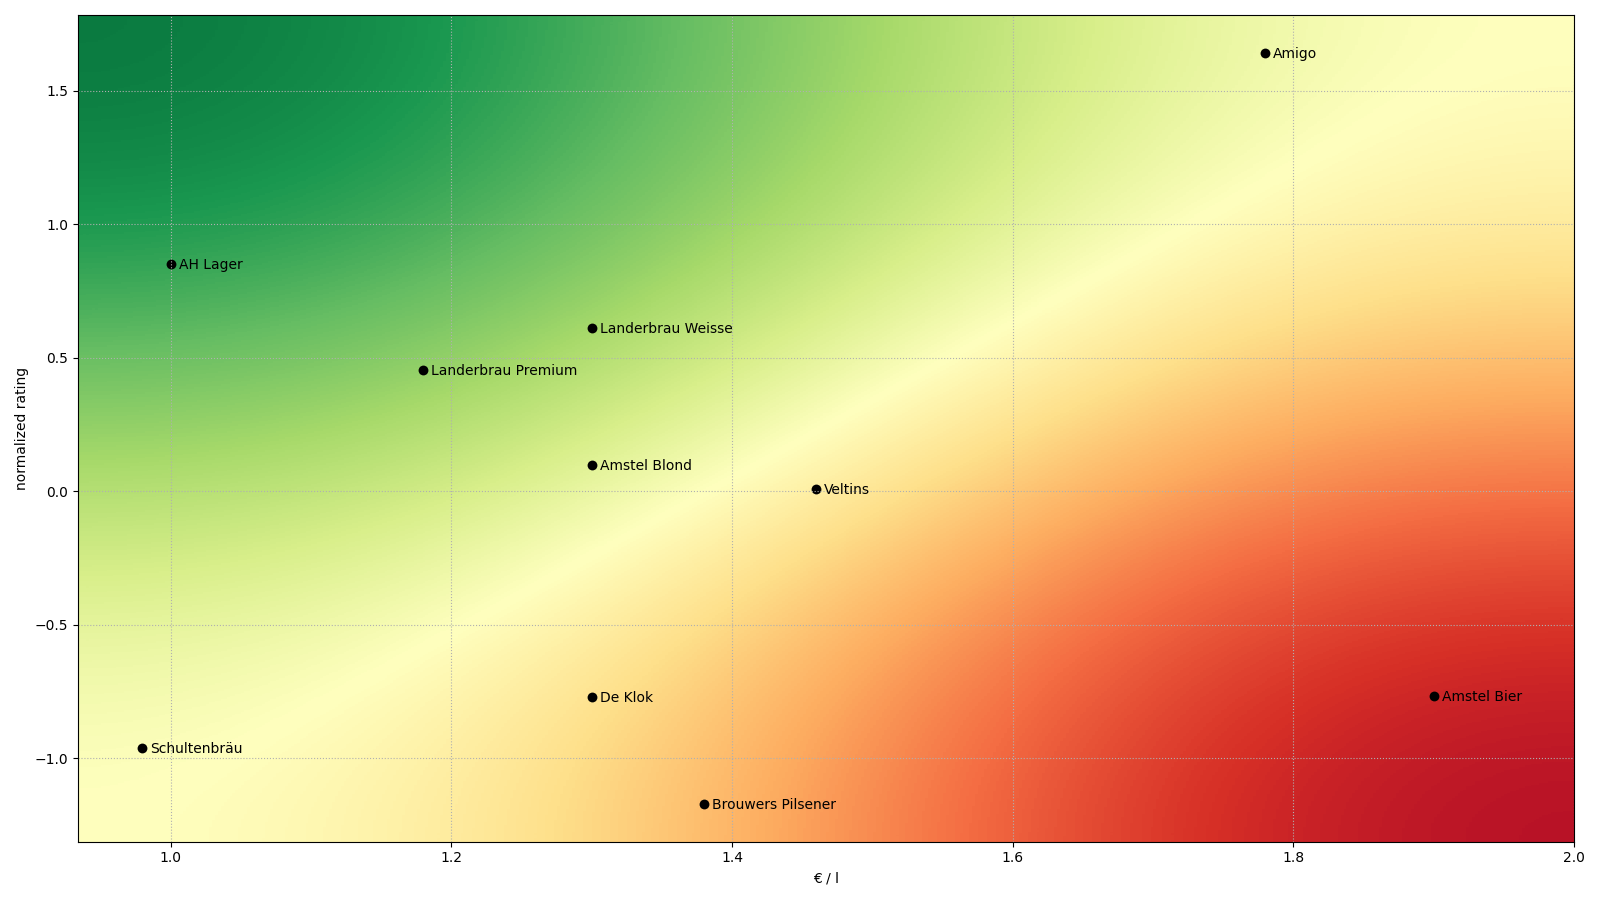 1.5
1.0
0.5
0.0
−0.5
−1.0
normalized rating
Amigo
AH Lager
Landerbrau Weisse
Landerbrau Premium
Amstel Blond
Veltins
De Klok
Amstel Bier
Schultenbräu
Brouwers Pilsener
1.0 1.2 1.4 1.6 1.8 2.0
€ / l